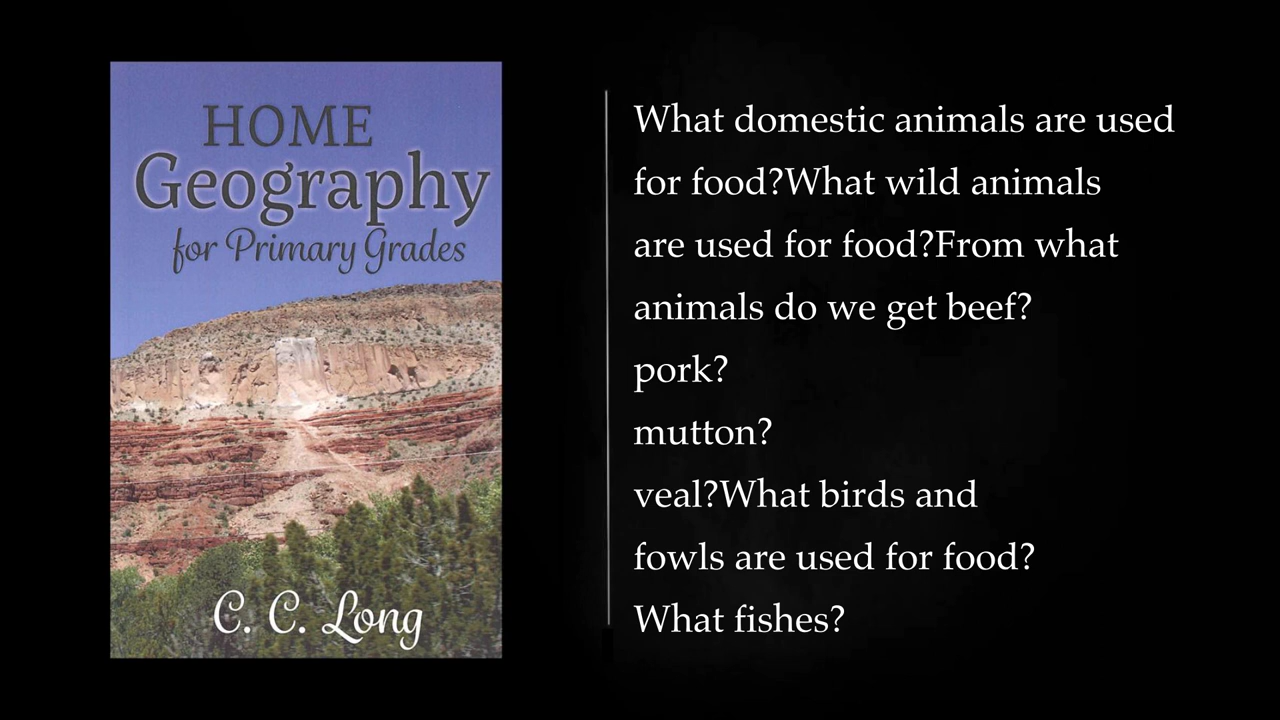 HOME
Geography
for Primary Grades
C. C. Long
What domestic animals are used
for food?What wild animals
are used for food?From what
animals do we get beef?
pork?
mutton?
veal?What birds and
fowls are used for food?
What fishes?